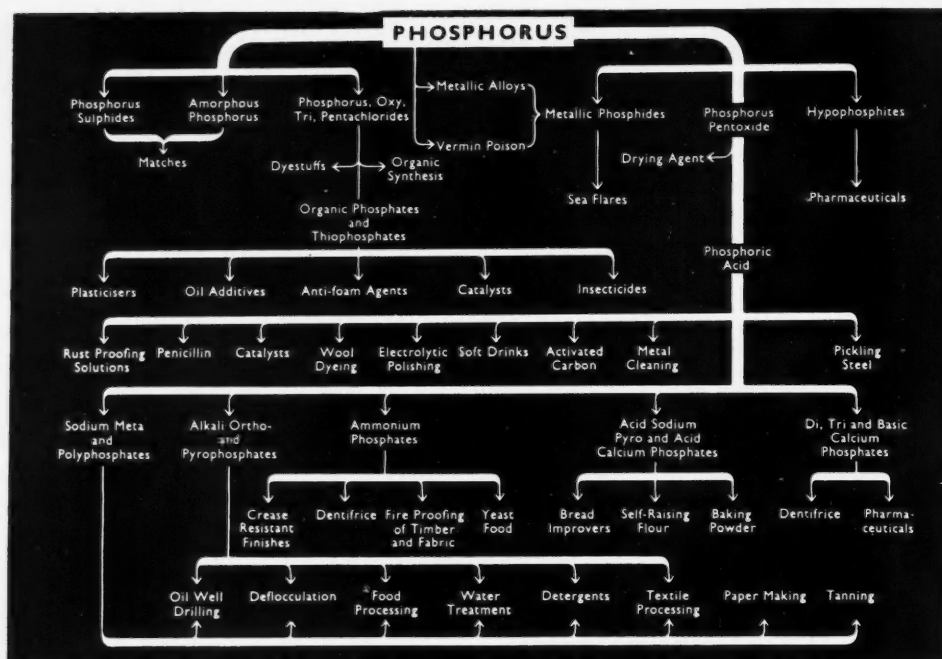 PHOSPHORUS
Phosphorus
Sulphides
Amorphous
Phosphorus
Phosphorus, Oxy,
Tri, Pentachlorides
Metallic Alloys
Vermin Poison
Metallic Phosphides
Phosphorus
Pentoxide
Hypophosphites
Matches
Dyestuffs
Organic
Synthesis
Drying Agent
Sea Flares
Pharmaceuticals
Organic Phosphates
and
Thiophosphates
Phosphoric
Acid
Plasticisers
Oil Additives
Anti-foam Agents
Catalysts
Insecticides
Rust Proofing
Solutions
Penicillin
Catalysts
Wool
Dyeing
Electrolytic
Polishing
Soft Drinks
Activated
Carbon
Metal
Cleaning
Pickling
Steel
Sodium Meta
and
Polyphosphates
Alkali Ortho-
and
Pyrophosphates
Ammonium
Phosphates
Acid Sodium
Pyro and Acid
Calcium Phosphates
Di, Tri and Basic
Calcium
Phosphates
Crease
Resistant
Finishes
Dentifrice
Fire Proofing
of Timber
and Fabric
Yeast
Food
Bread
Improvers
Self-Raising
Flour
Baking
Powder
Dentifrice
Pharma-
ceuticals
Oil Well
Drilling
Deflocculation
Food
Processing
Water
Treatment
Detergents
Textile
Processing
Paper Making
Tanning